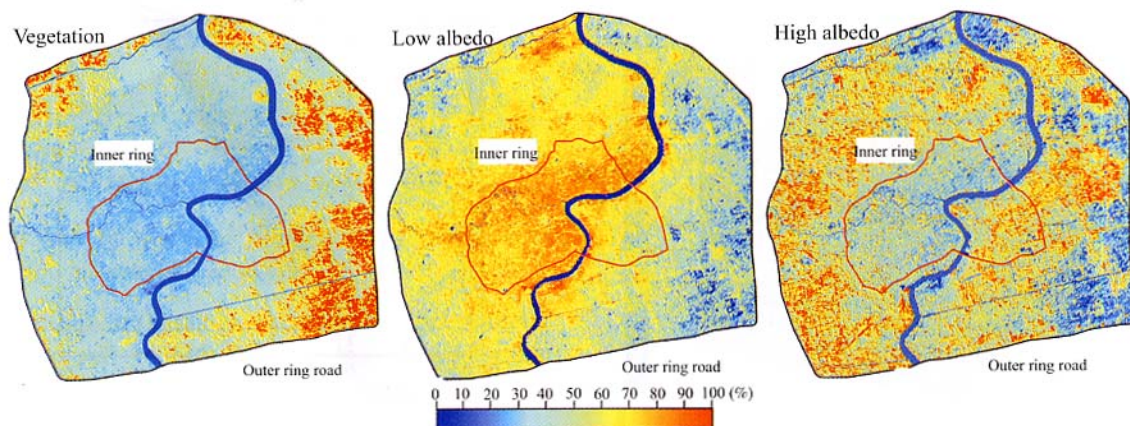 Vegetation
Inner ring
Outer ring road
Low albedo
Inner ring
Outer ring road
High albedo
Inner ring
Outer ring road
0 10 20 30 40 50 60 70 80 90 100 (%)